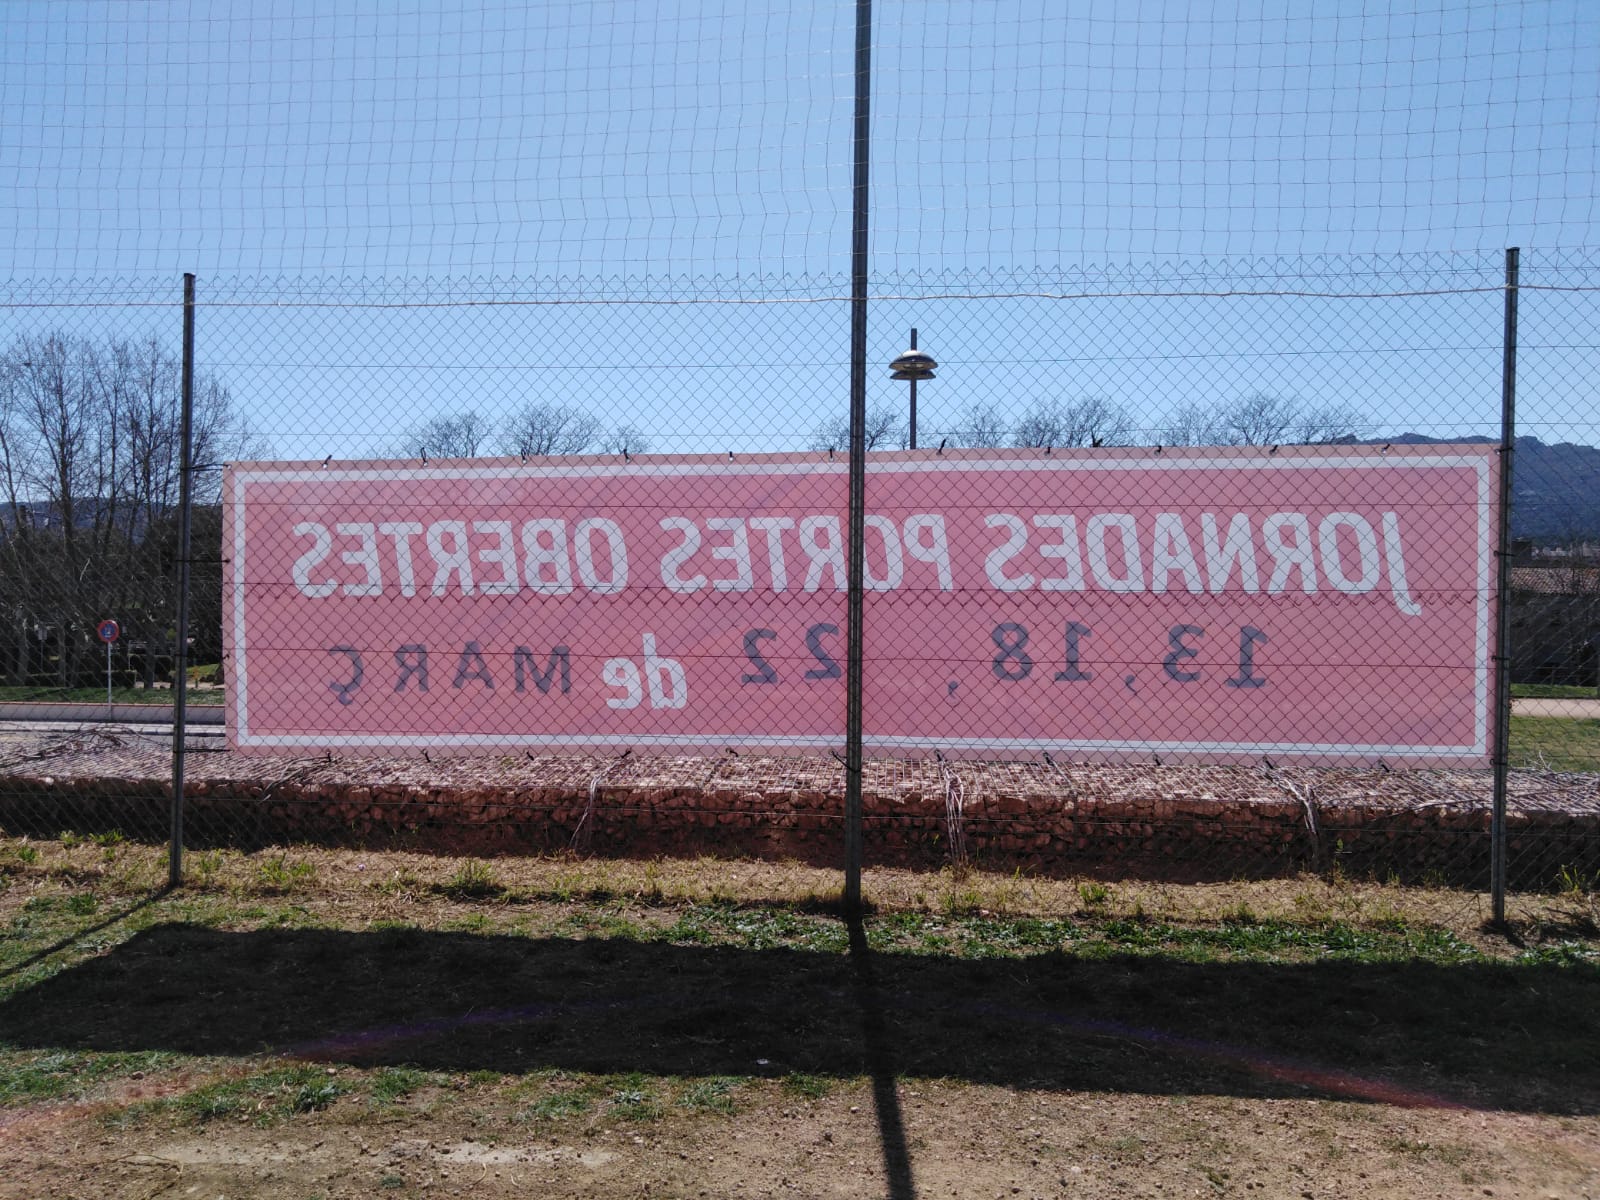 JORNADES PORTES OBERTES
13, 18, 22 de MARÇ